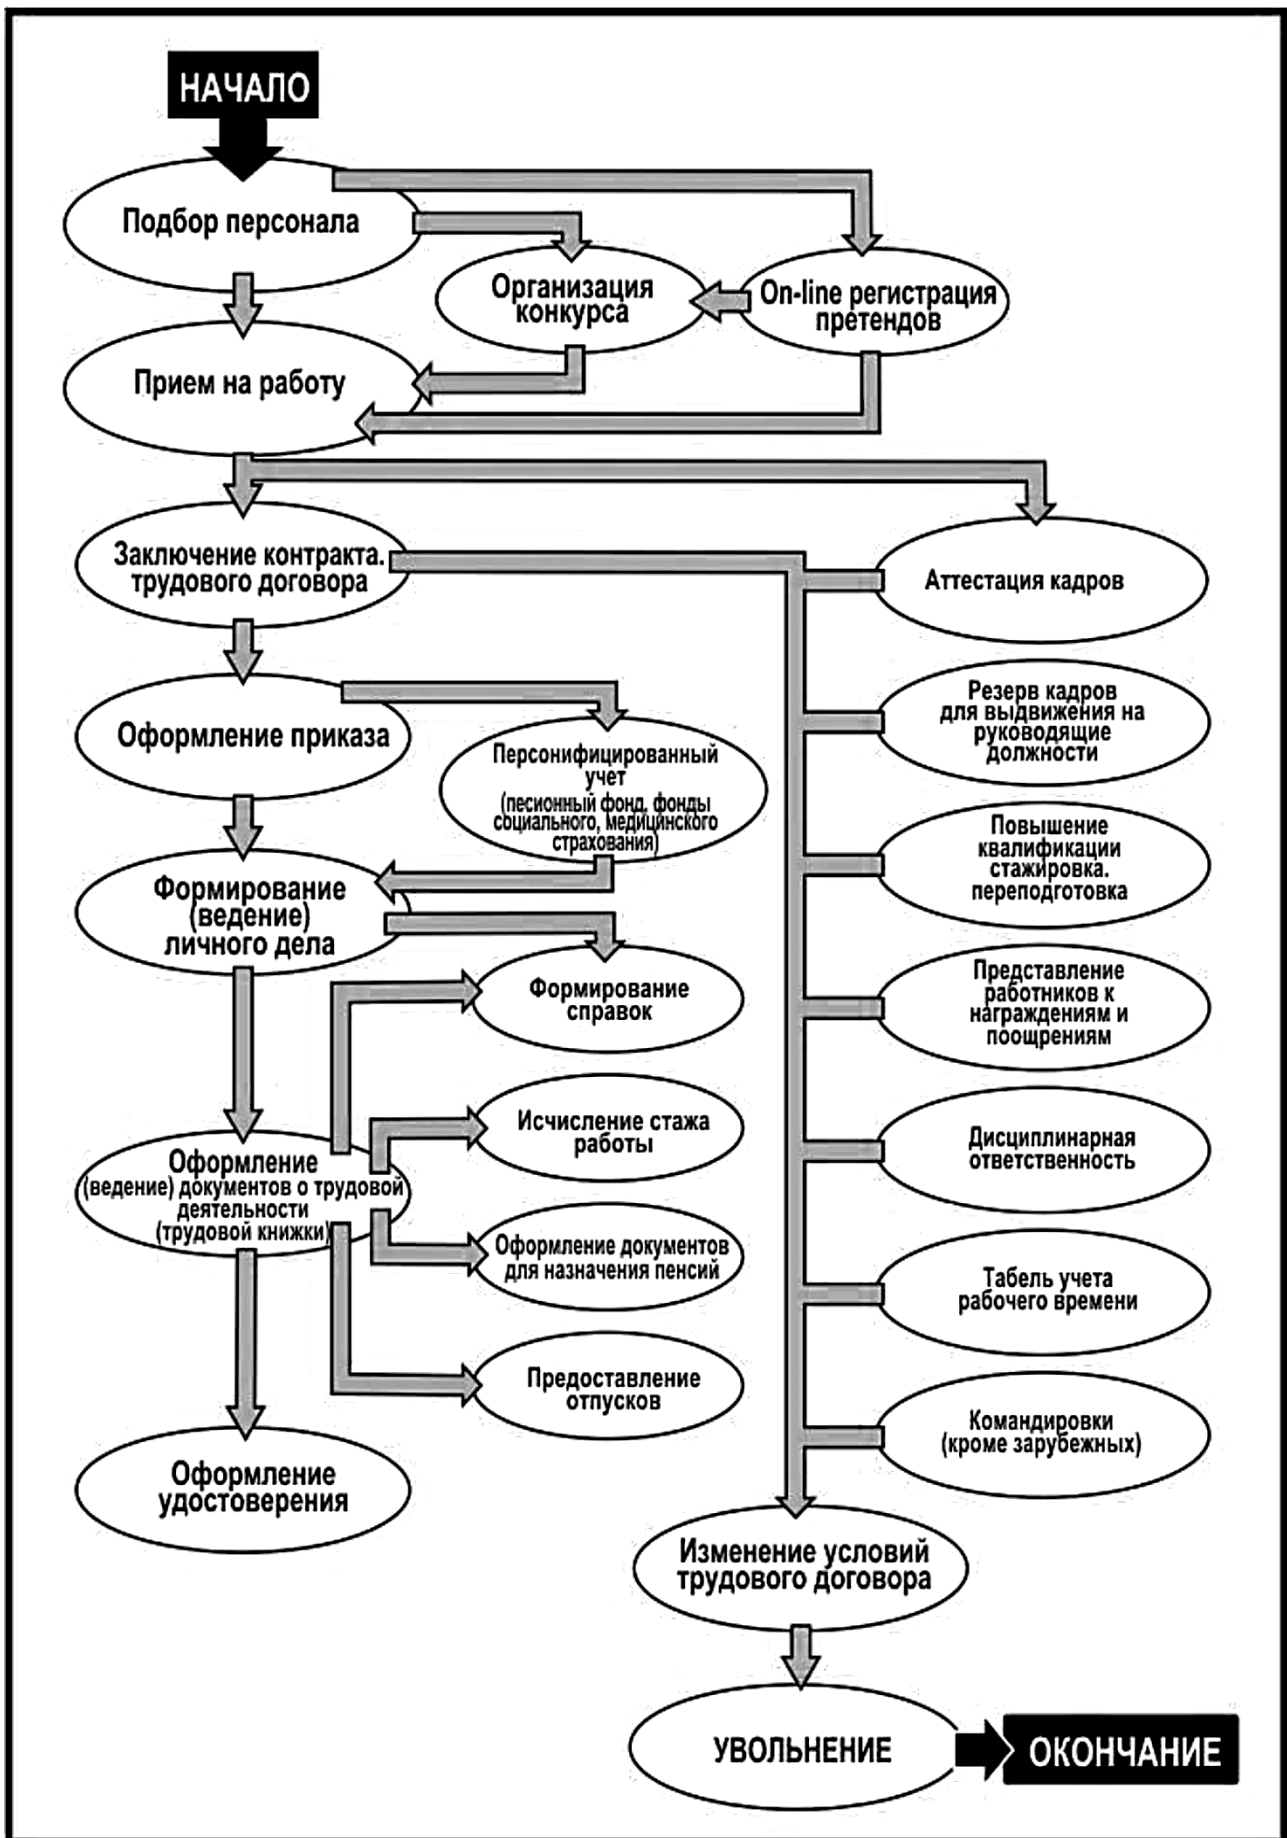 НАЧАЛО
Подбор персонала
Организация
конкурса
On-line регистрация
претендов
Прием на работу
Заключение контракта.
трудового договора
Аттестация кадров
Оформление приказа
Резерв кадров
для выдвижения на
руководящие
должности
Персонифицированный
учет
(песионный фонд, фонды
социального, медицинского
страхования)
Повышение
квалификации
стажировка.
переподготовка
Формирование
(ведение)
личного дела
Представление
работников к
награждениям и
поощрениям
Формирование
справок
Исчисление стажа
работы
Дисциплинарная
ответственность
Оформление
(ведение) документов о трудовой
деятельности
(трудовой книжки)
Оформление документов
для назначения пенсий
Табель учета
рабочего времени
Предоставление
отпусков
Командировки
(кроме зарубежных)
Оформление
удостоверения
Изменение условий
трудового договора
УВОЛЬНЕНИЕ
ОКОНЧАНИЕ